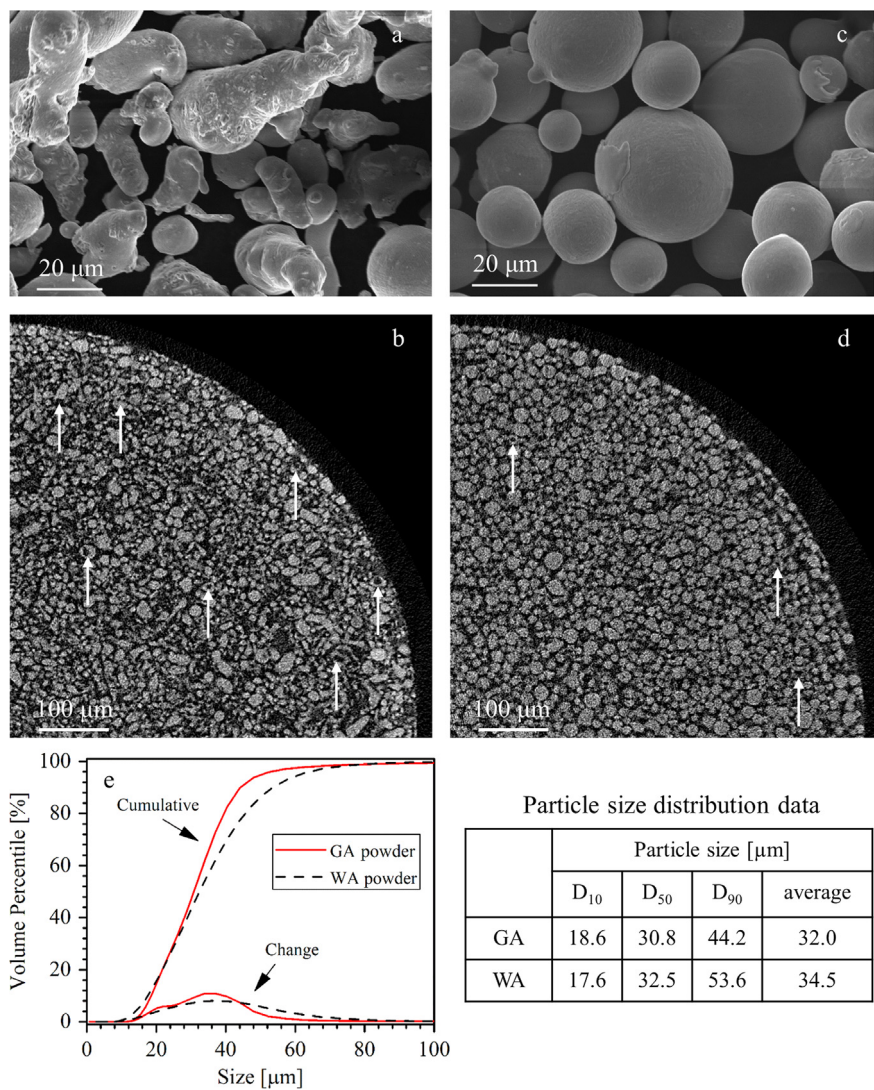 a
20 μm
c
20 μm
b
100 μm
d
100 μm
e
Cumulative
GA powder
WA powder
Change
Volume Percentile [%]
100
80
60
40
20
0
0 20 40 60 80 100
Size [μm]
Particle size distribution data
Particle size [μm]
D₁₀ D₅₀ D₉₀ average
GA 18.6 30.8 44.2 32.0
WA 17.6 32.5 53.6 34.5